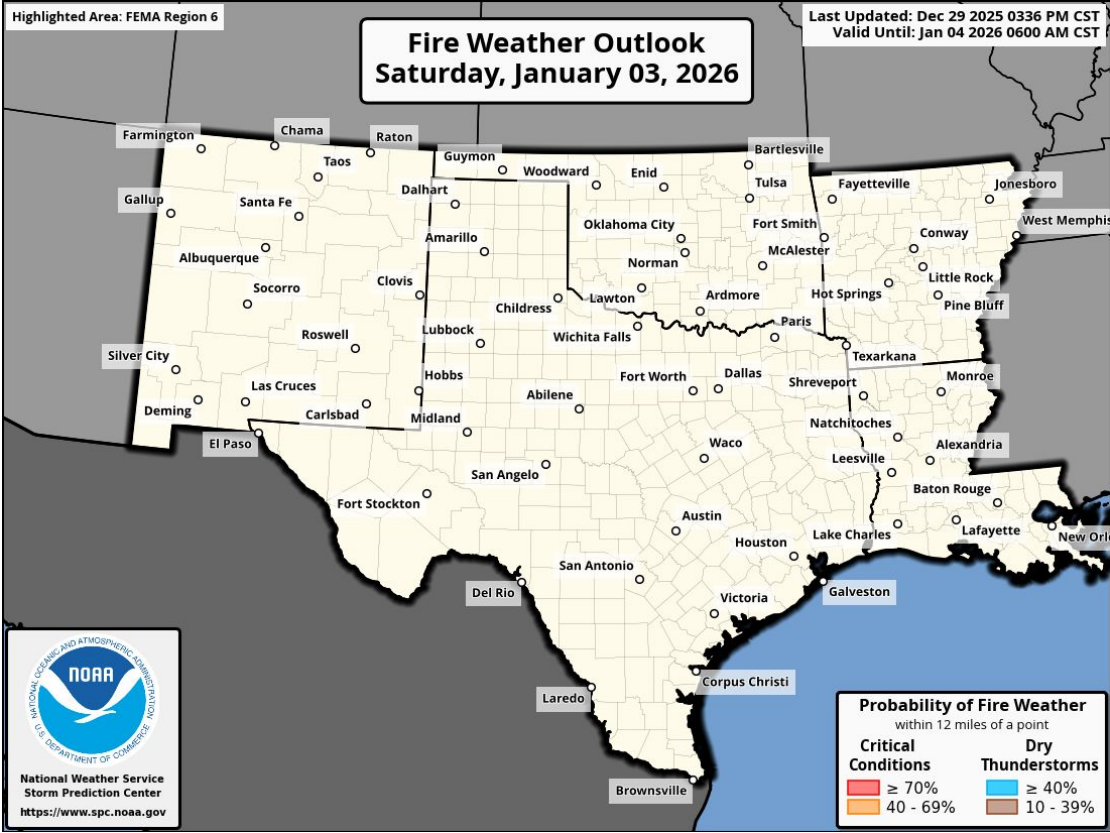 Highlighted Area: FEMA Region 6
Fire Weather Outlook
Saturday, January 03, 2026
Last Updated: Dec 29 2025 0336 PM CST
Valid Until: Jan 04 2026 0600 AM CST
Farmington
Chama
Raton
Taos
Guymon
Woodward
Enid
Bartlesville
Tulsa
Fayetteville
Jonesboro
Gallup
Santa Fe
Dalhart
Oklahoma City
Fort Smith
West Memphis
Albuquerque
Amarillo
Norman
McAlester
Conway
Little Rock
Socorro
Clovis
Childress
Lawton
Ardmore
Hot Springs
Pine Bluff
Roswell
Lubbock
Wichita Falls
Paris
Texarkana
Silver City
Las Cruces
Hobbs
Abilene
Fort Worth
Dallas
Shreveport
Monroe
Deming
Carlsbad
Midland
Natchitoches
El Paso
Waco
Alexandria
San Angelo
Leesville
Fort Stockton
Baton Rouge
Austin
Houston
Lake Charles
Lafayette
New Orl
San Antonio
Del Rio
Victoria
Galveston
Laredo
Corpus Christi
Brownsville
NATIONAL OCEANIC AND ATMOSPHERIC ADMINISTRATION
NOAA
U.S. DEPARTMENT OF COMMERCE
National Weather Service
Storm Prediction Center
https://www.spc.noaa.gov
Probability of Fire Weather
within 12 miles of a point
Critical
Conditions
≥ 70%
40 - 69%
Dry
Thunderstorms
≥ 40%
10 - 39%